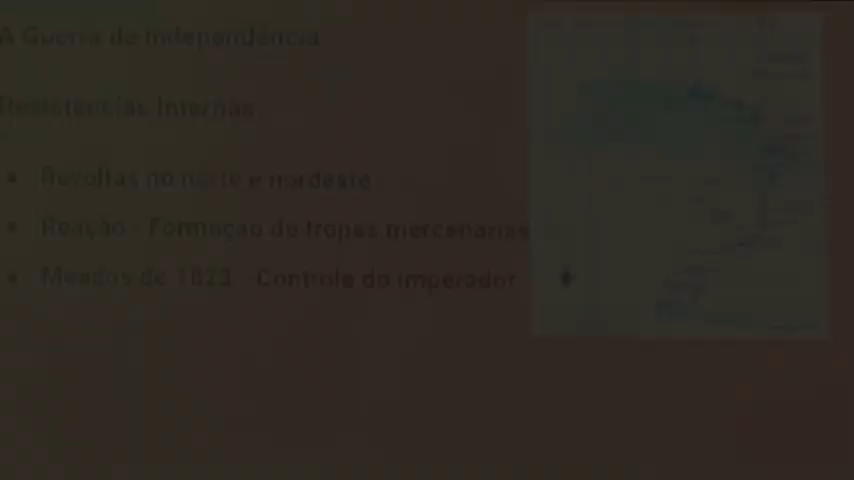 A Guerra de Independência
Resistências Internas
Revoltas no norte e nordeste
Reação - Formação de tropas mercenárias
Meados de 1823 - Controle do imperador